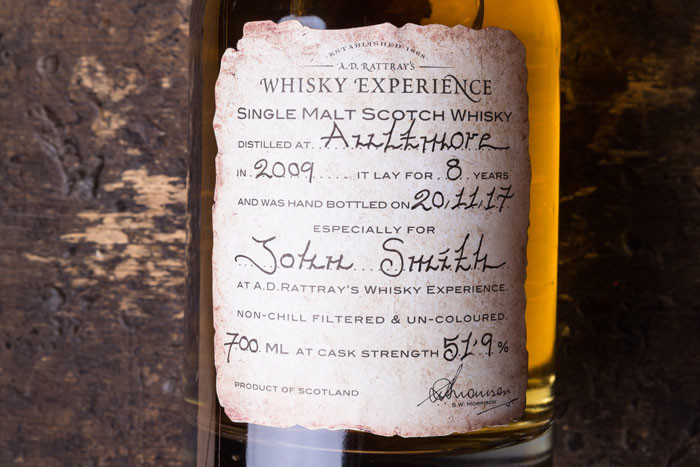 ESTABLISHED 1868
A.D. RATTRAY'S
WHISKY EXPERIENCE
SINGLE MALT SCOTCH WHISKY
DISTILLED AT. Aultmore
IN .2009..... IT LAY FOR .8. YEARS
AND WAS HAND BOTTLED ON 20,11,17
ESPECIALLY FOR
John Smith
AT A.D.RATTRAY'S WHISKY EXPERIENCE.
NON-CHILL FILTERED & UN-COLOURED.
700. ML AT CASK STRENGTH 51.9 %
PRODUCT OF SCOTLAND
S.W. MORRISON